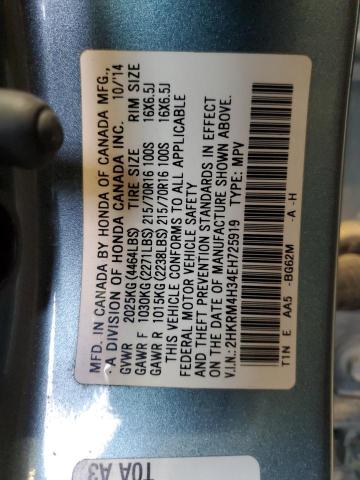 MFD. IN CANADA BY HONDA OF CANADA MFG.,
A DIVISION OF HONDA CANADA INC. 10/'14
GVWR 2025KG (4464LBS) TIRE SIZE RIM SIZE
GAWR F 1030KG (2271LBS) 215/70R16 100S 16X6.5J
GAWR R 1015KG (2238LBS) 215/70R16 100S 16X6.5J
THIS VEHICLE CONFORMS TO ALL APPLICABLE
FEDERAL MOTOR VEHICLE SAFETY
AND THEFT PREVENTION STANDARDS IN EFFECT
ON THE DATE OF MANUFACTURE SHOWN ABOVE.
V.I.N.: 2HKRM4H34EH725919 TYPE: MPV
T1N E AA5 -BG62M -A -H
T0A A3